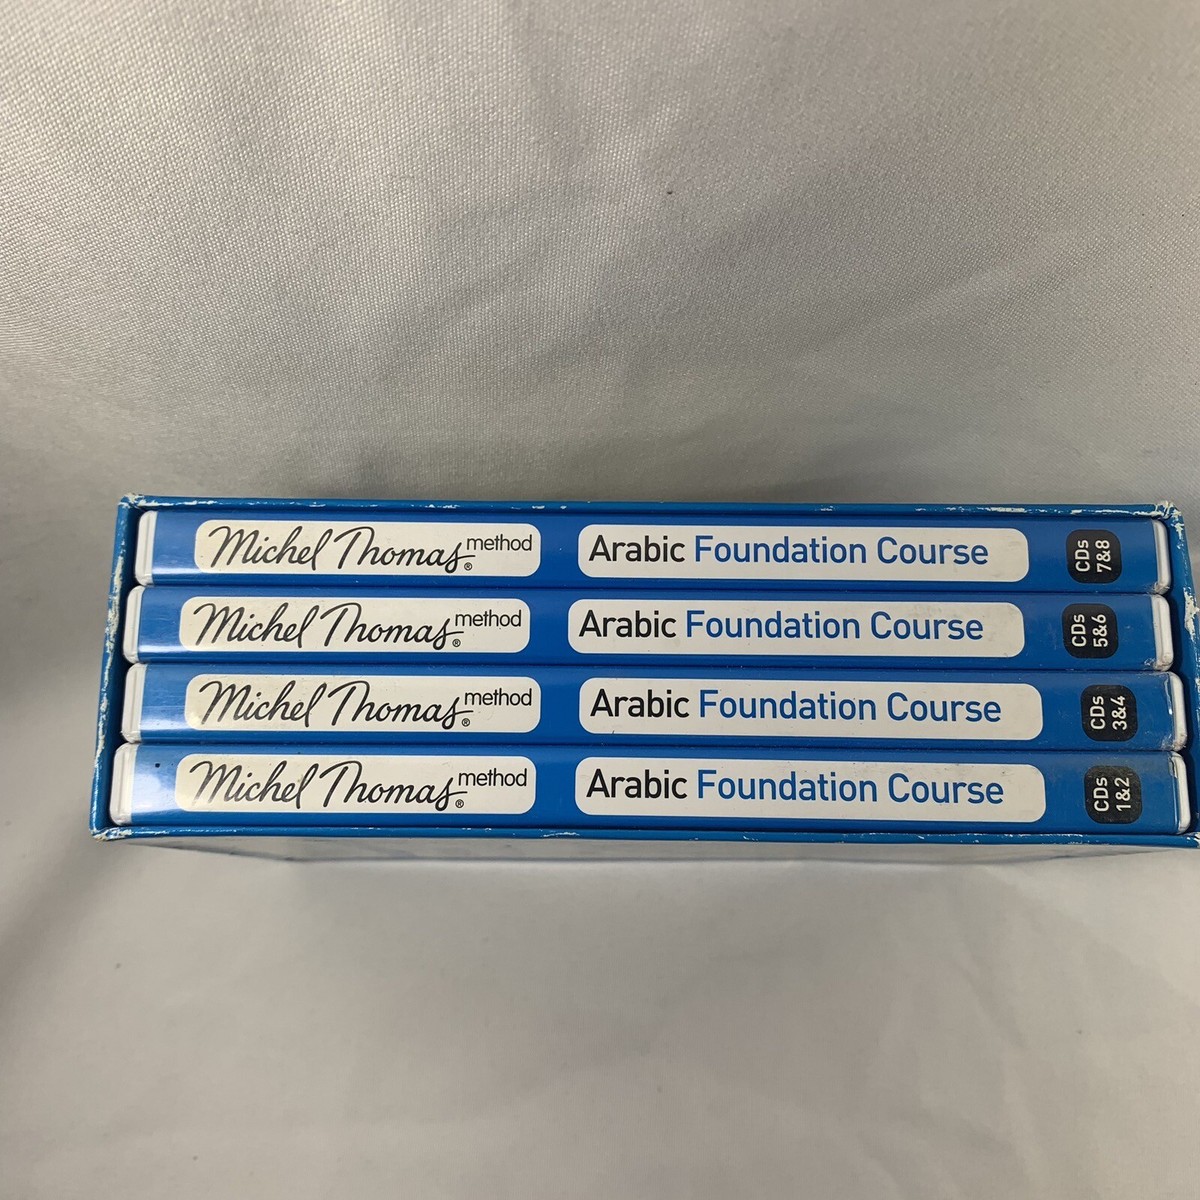 Michel Thomas® method Arabic Foundation Course CDs 7&8
Michel Thomas® method Arabic Foundation Course CDs 5&6
Michel Thomas® method Arabic Foundation Course CDs 3&4
Michel Thomas® method Arabic Foundation Course CDs 1&2